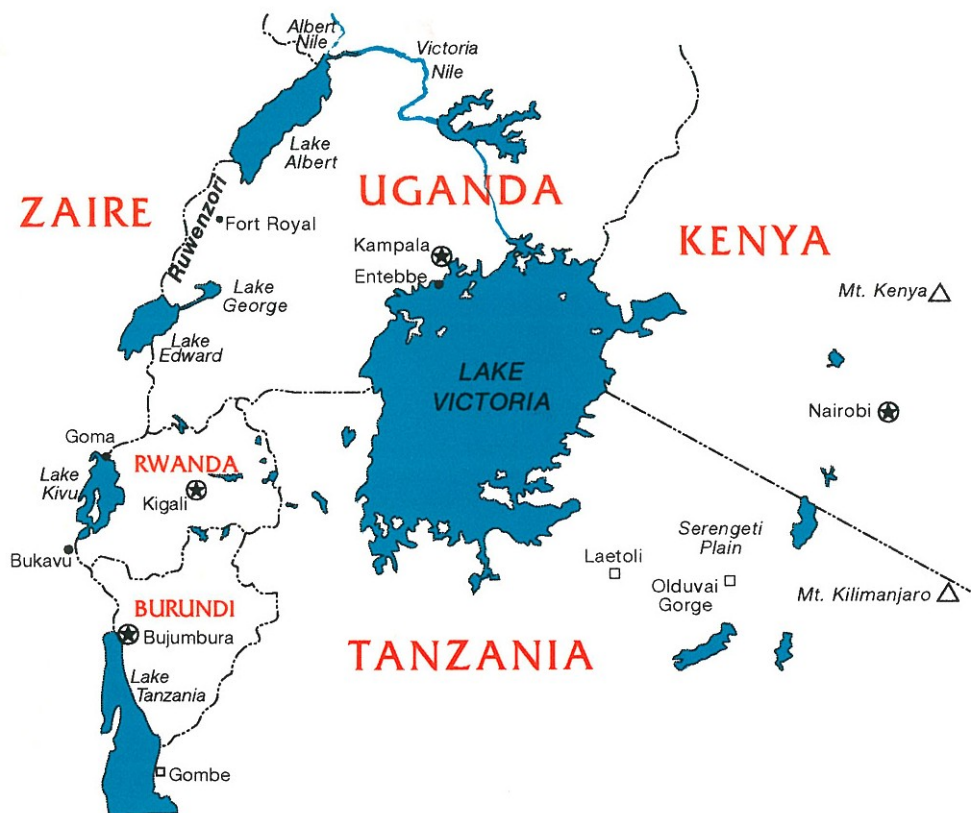 Albert
Nile
Victoria
Nile
Lake
Albert
ZAIRE
UGANDA
Ruwenzori
Fort Royal
KENYA
Kampala
Entebbe
Lake
George
Mt. Kenya
Lake
Edward
LAKE
VICTORIA
Nairobi
Goma
Lake
Kivu
RWANDA
Kigali
Bukavu
Serengeti
Plain
Laetoli
Olduvai
Gorge
Mt. Kilimanjaro
BURUNDI
Bujumbura
TANZANIA
Lake
Tanzania
Gombe